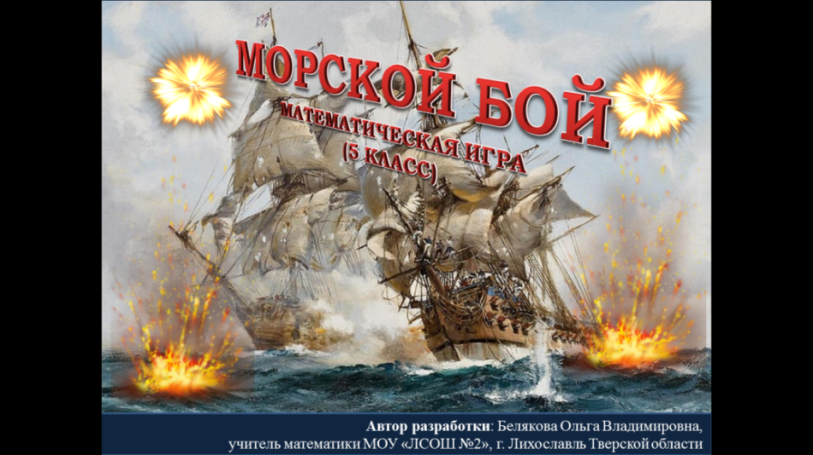 МОРСКОЙ БОЙ
МАТЕМАТИЧЕСКАЯ ИГРА
(5 КЛАСС)
Автор разработки: Белякова Ольга Владимировна,
учитель математики МОУ «ЛСОШ №2», г. Лихославль Тверской области